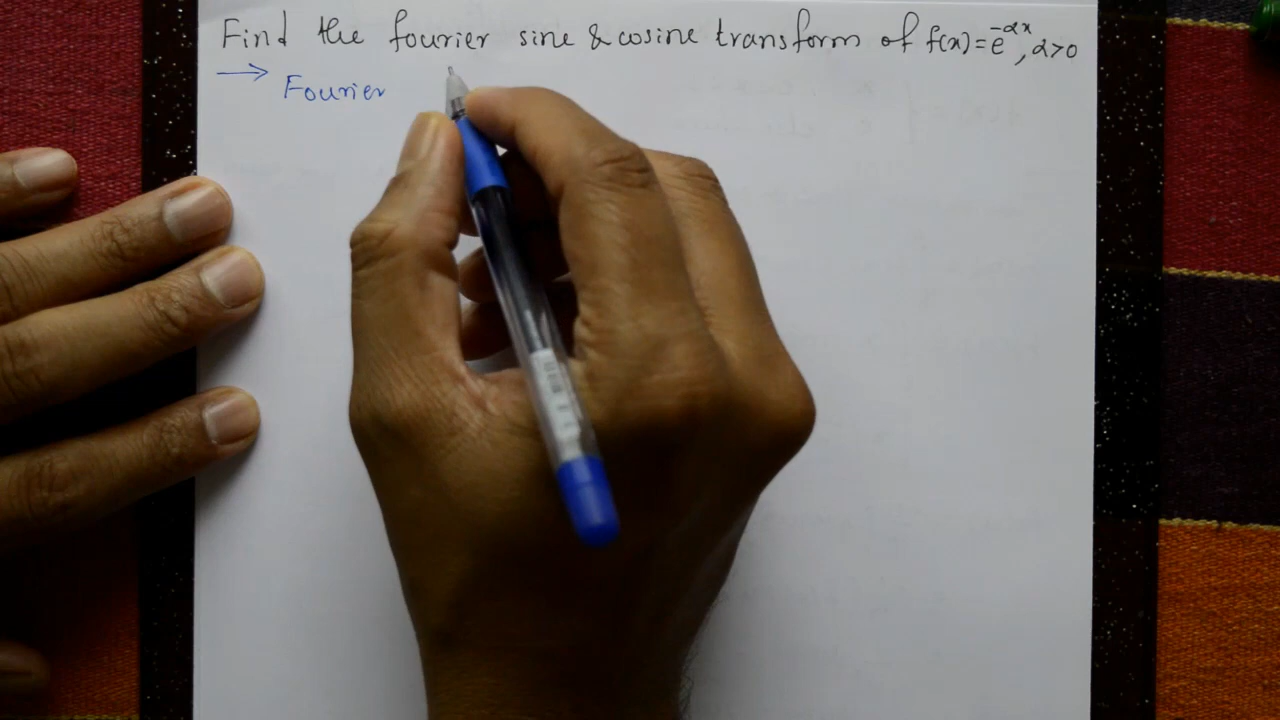 Find the fourier sine & cosine transform of f(x)=e^-αx, α>0
→ Fourier